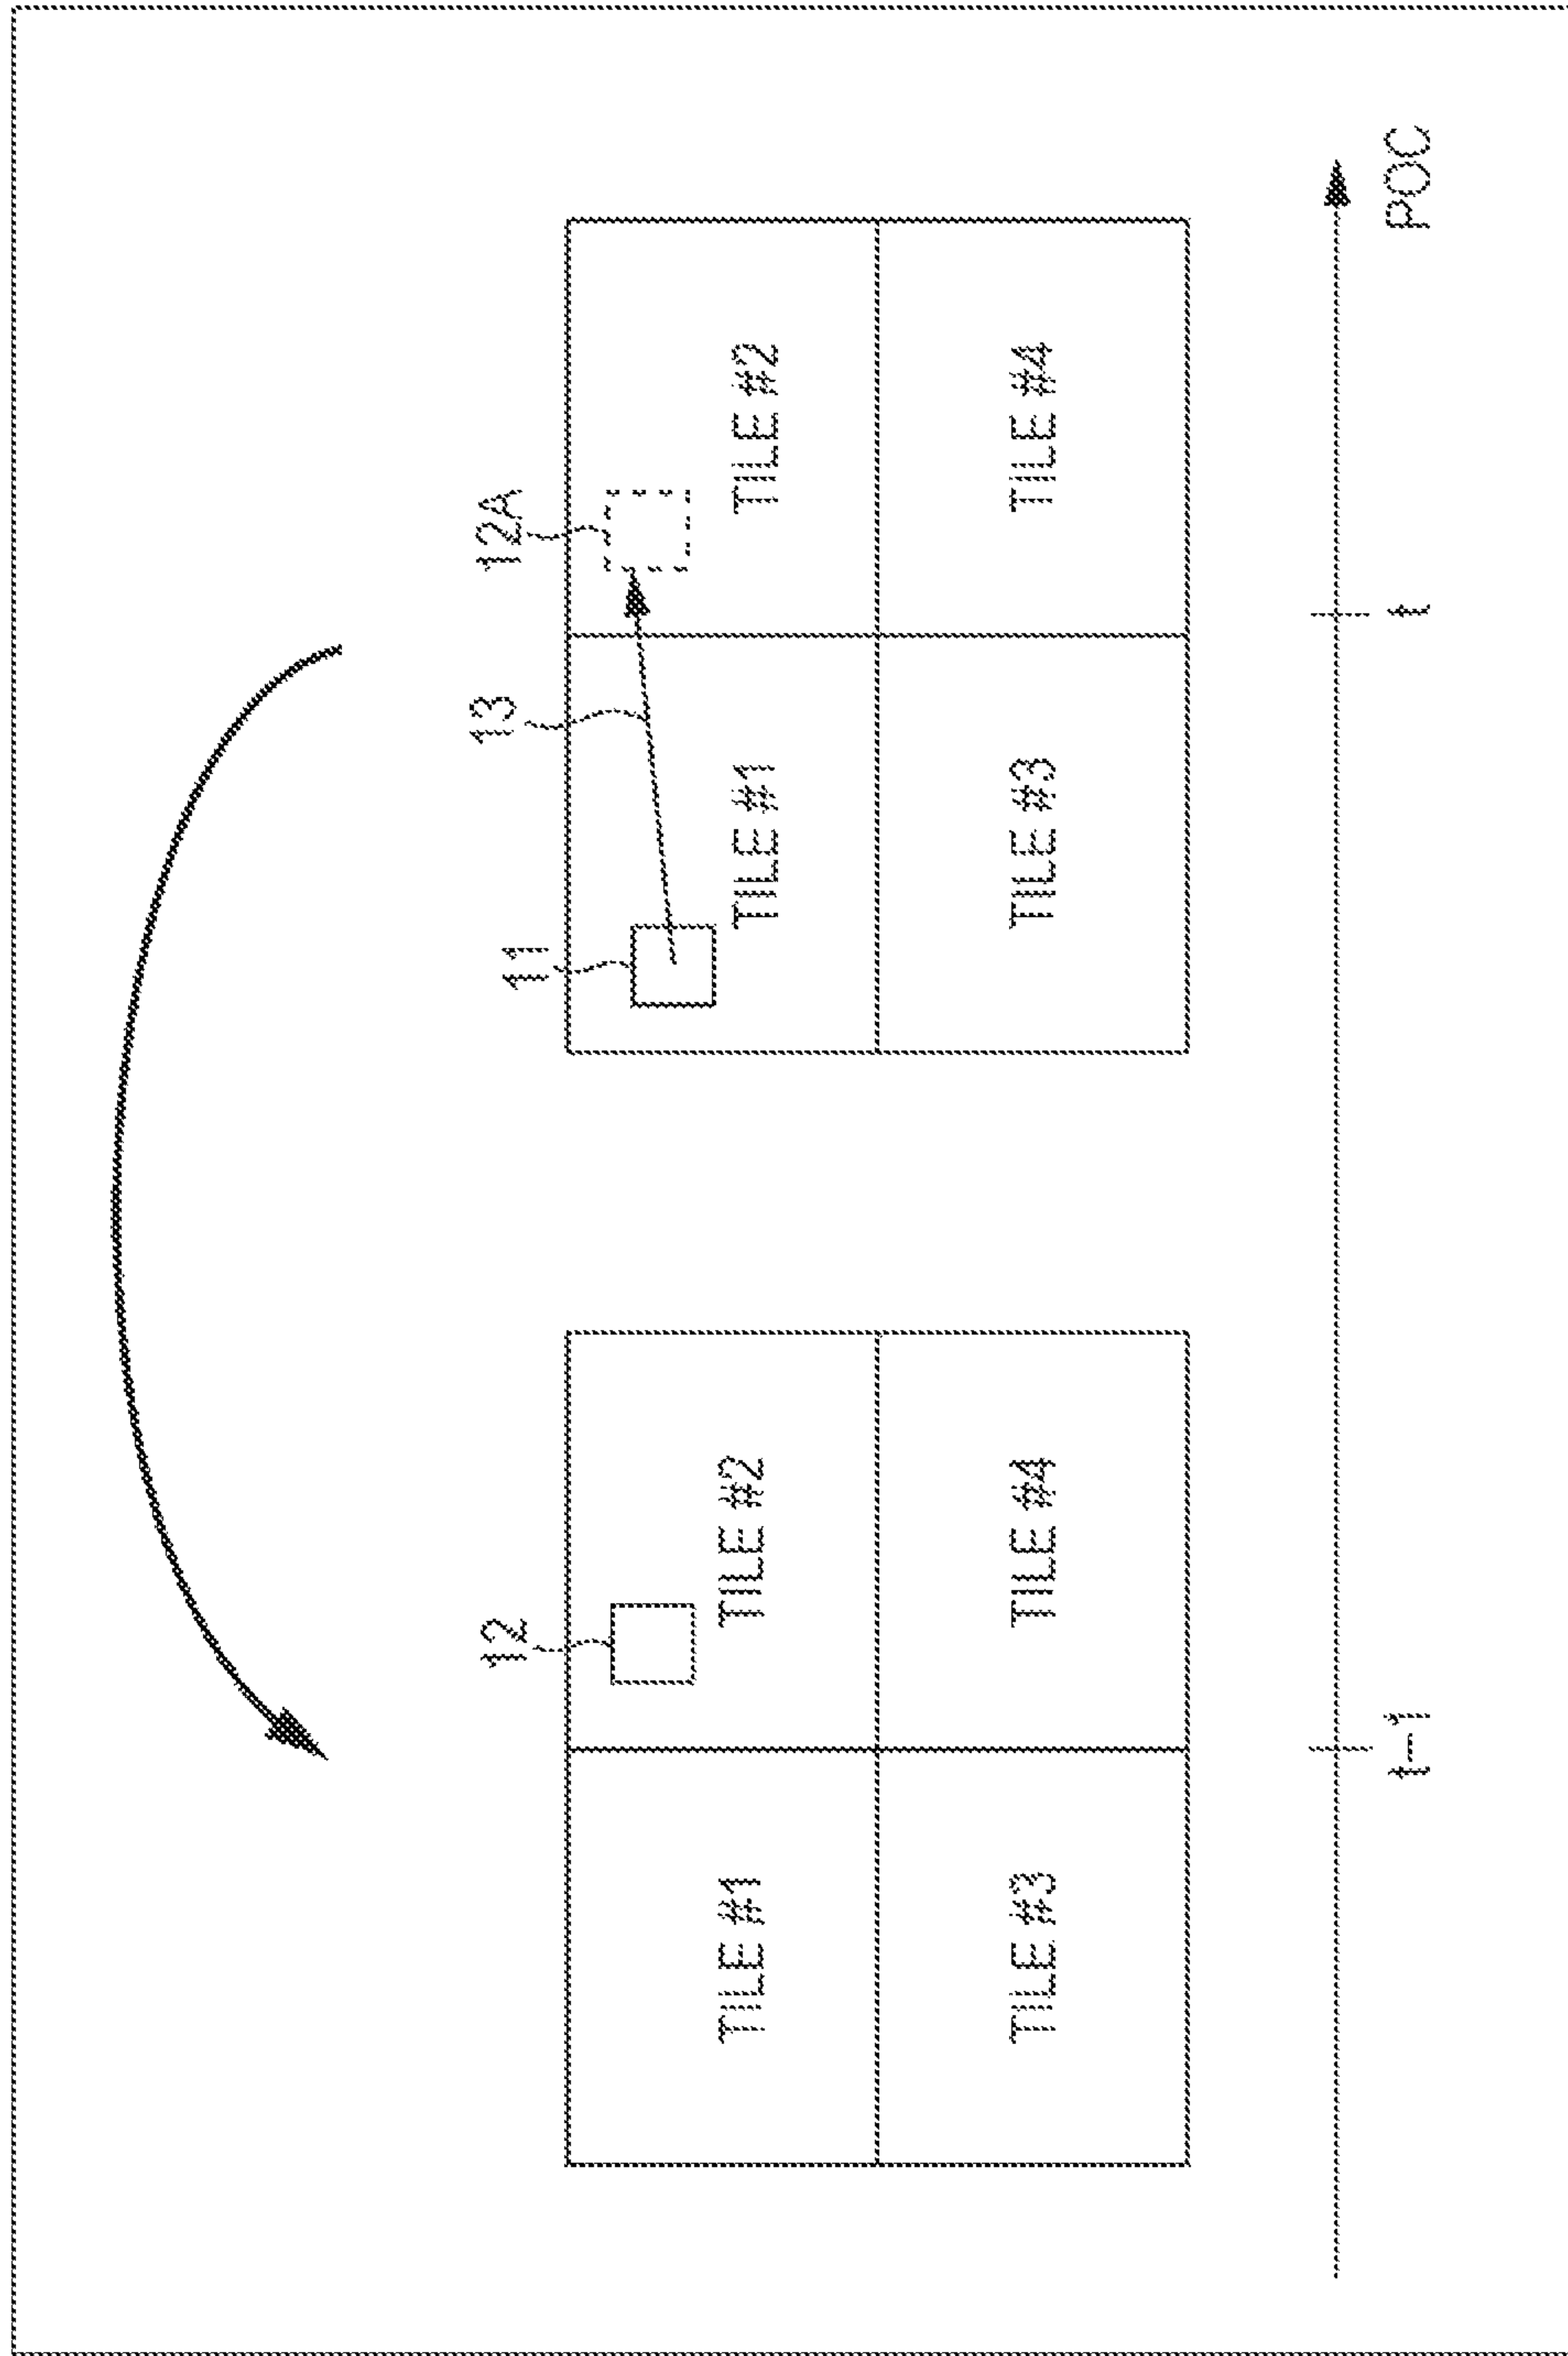 12
TILE #1
TILE #2
TILE #3
TILE #4
11
13
12A
TILE #1
TILE #2
TILE #3
TILE #4
t-1
t
POC